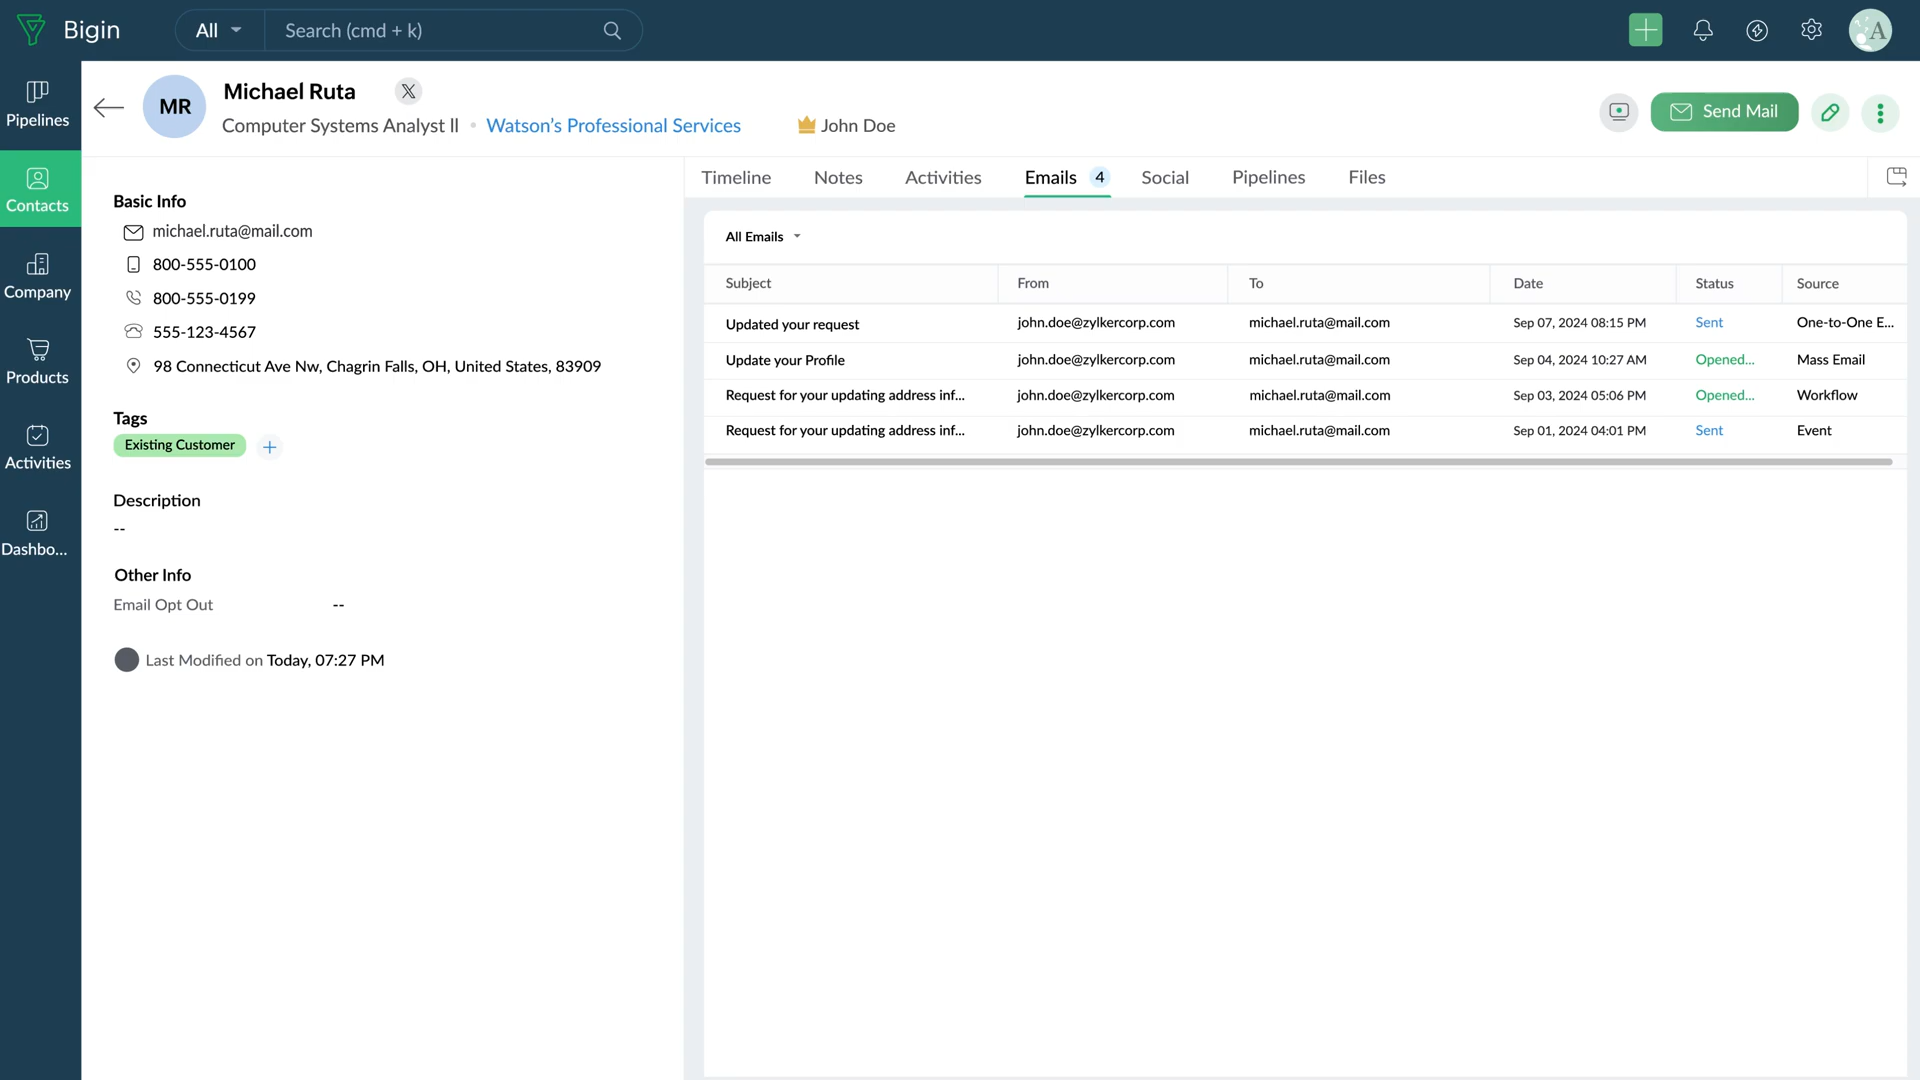 Bigin
All
Search (cmd + k)
A
Pipelines
Contacts
Company
Products
Activities
Dashbo...
MR
Michael Ruta
X
Computer Systems Analyst ll • Watson’s Professional Services
John Doe
Send Mail
Basic Info
michael.ruta@mail.com
800-555-0100
800-555-0199
555-123-4567
98 Connecticut Ave Nw, Chagrin Falls, OH, United States, 83909
Tags
Existing Customer
Description
--
Other Info
Email Opt Out --
Last Modified on Today, 07:27 PM
Timeline Notes Activities Emails 4 Social Pipelines Files
All Emails
Subject From To Date Status Source
Updated your request john.doe@zylkercorp.com michael.ruta@mail.com Sep 07, 2024 08:15 PM Sent One-to-One E...
Update your Profile john.doe@zylkercorp.com michael.ruta@mail.com Sep 04, 2024 10:27 AM Opened... Mass Email
Request for your updating address inf... john.doe@zylkercorp.com michael.ruta@mail.com Sep 03, 2024 05:06 PM Opened... Workflow
Request for your updating address inf... john.doe@zylkercorp.com michael.ruta@mail.com Sep 01, 2024 04:01 PM Sent Event